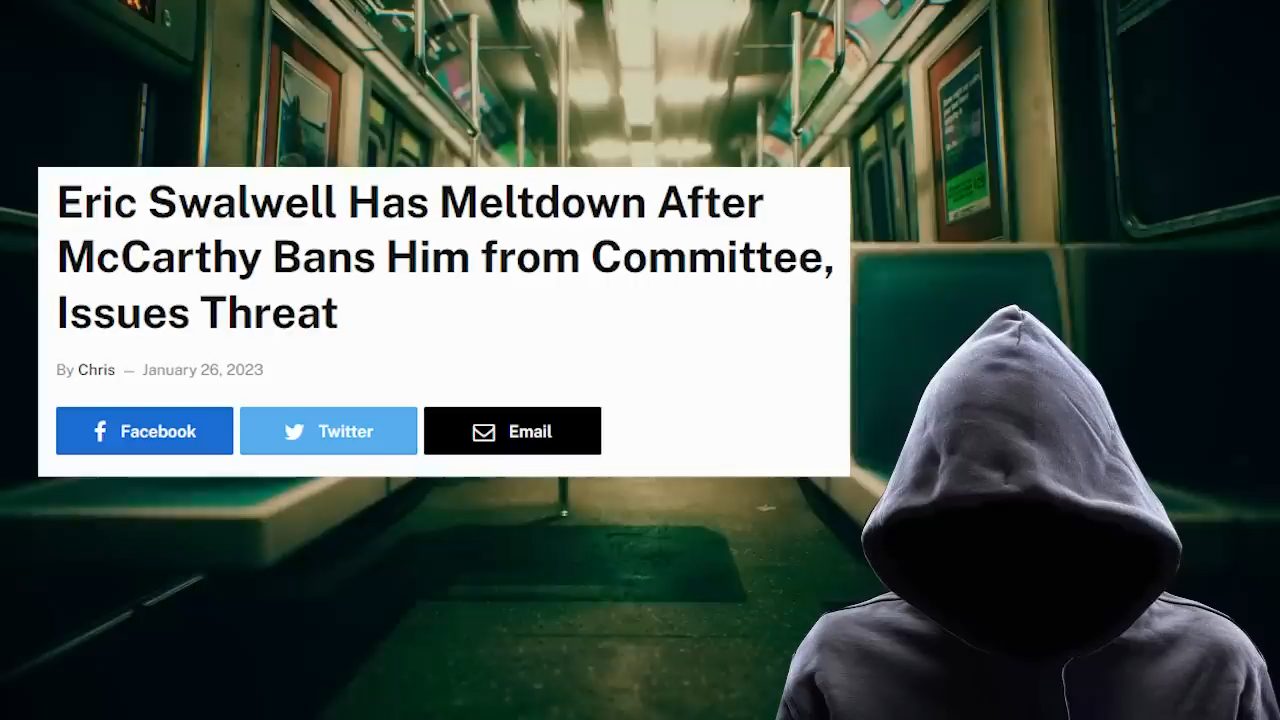 Eric Swalwell Has Meltdown After
McCarthy Bans Him from Committee,
Issues Threat
By Chris — January 26, 2023
Facebook
Twitter
Email